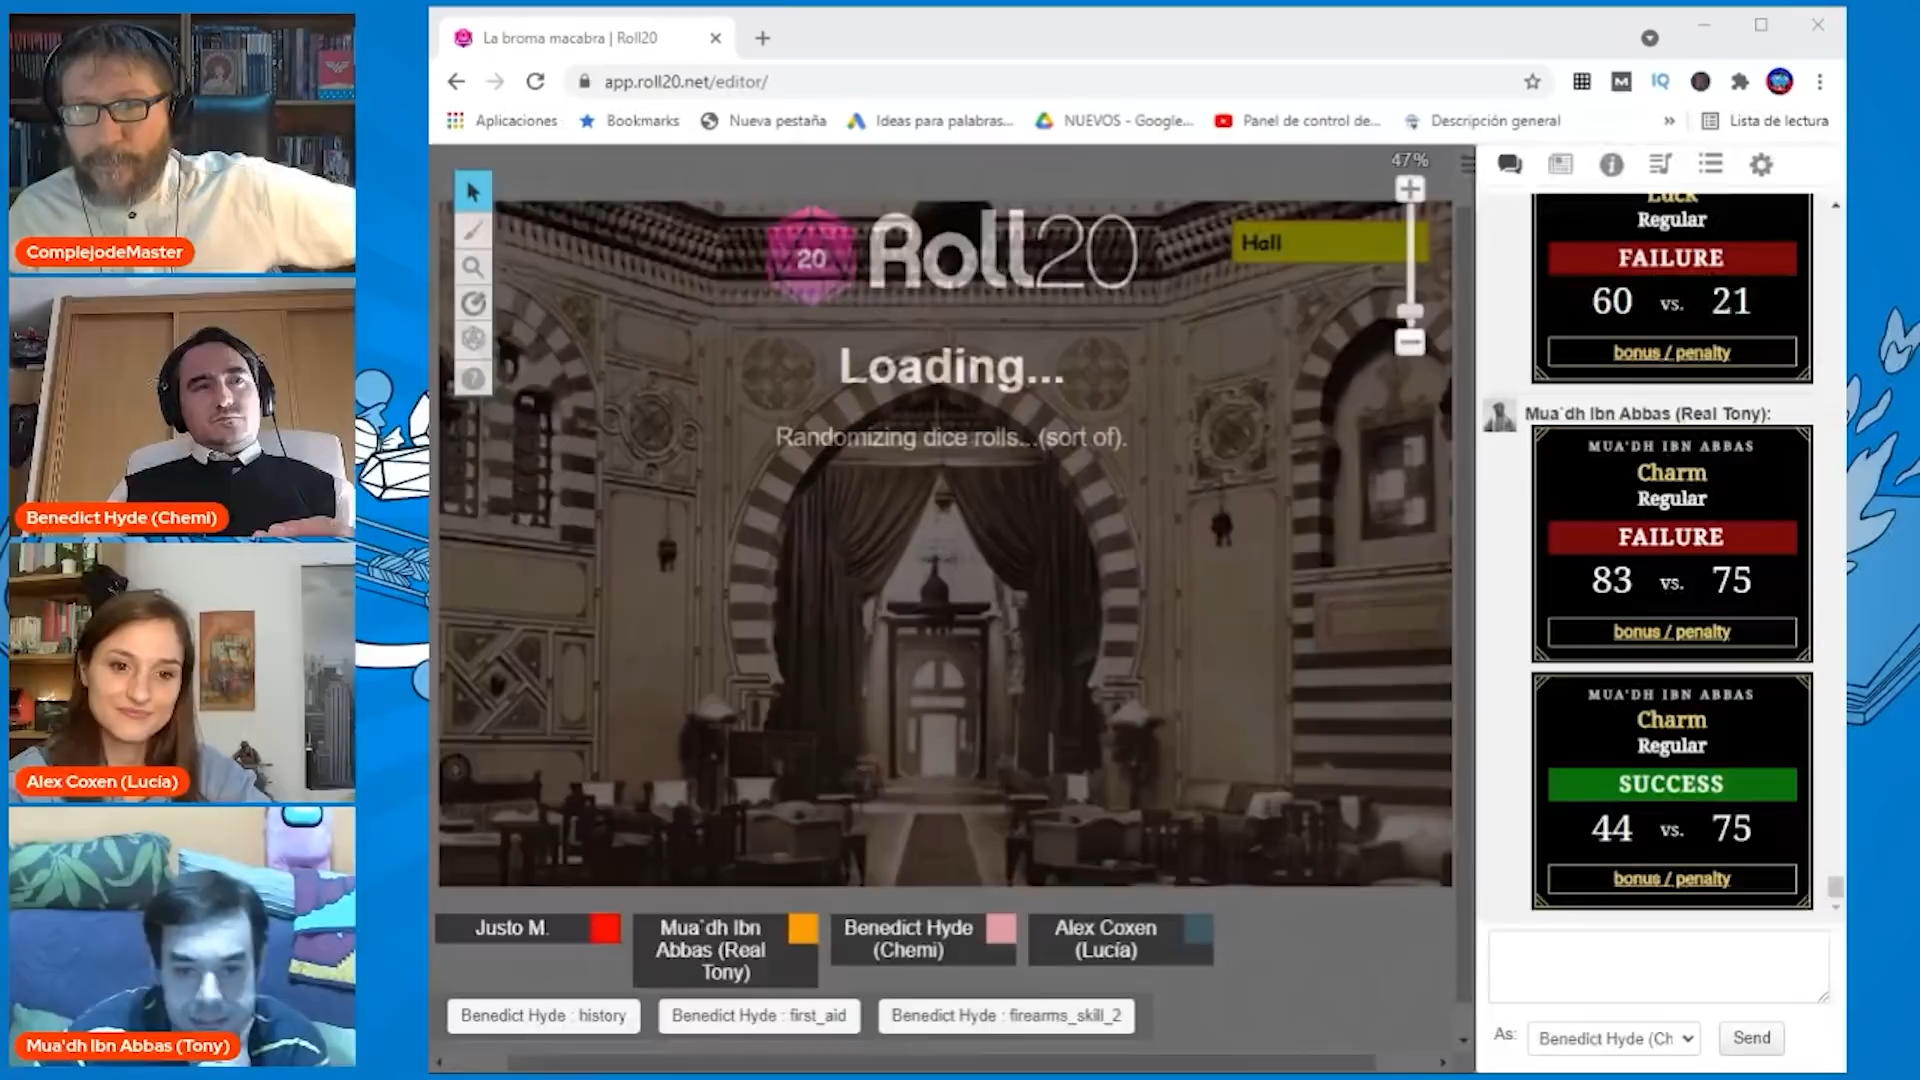 ComplejodeMaster
Benedict Hyde (Chemi)
Alex Coxen (Lucía)
Mua'dh Ibn Abbas (Tony)
La broma macabra | Roll20
app.roll20.net/editor/
Aplicaciones
Bookmarks
Nueva pestaña
Ideas para palabras...
NUEVOS - Google...
Panel de control de...
Descripción general
»
Lista de lectura
M
IQ
47%
20
Roll20
Hall
Loading...
Randomizing dice rolls...(sort of).
Justo M.
Mua`dh Ibn
Abbas (Real
Tony)
Benedict Hyde
(Chemi)
Alex Coxen
(Lucía)
Benedict Hyde : history
Benedict Hyde : first_aid
Benedict Hyde : firearms_skill_2
Luck
Regular
FAILURE
60 vs. 21
bonus / penalty
Mua`dh Ibn Abbas (Real Tony):
MUA'DH IBN ABBAS
Charm
Regular
FAILURE
83 vs. 75
bonus / penalty
MUA'DH IBN ABBAS
Charm
Regular
SUCCESS
44 vs. 75
bonus / penalty
As:
Benedict Hyde (Ch
Send